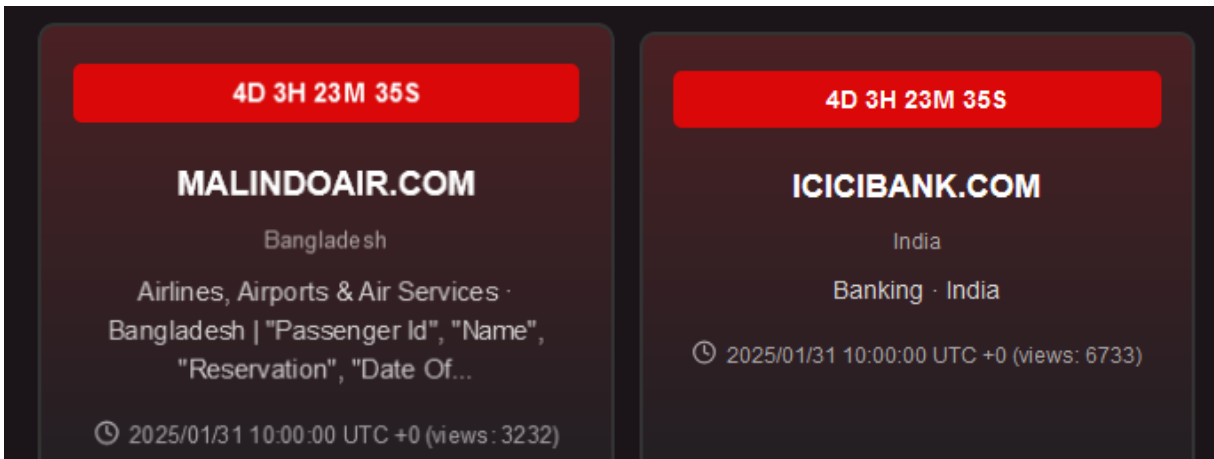 4D 3H 23M 35S
MALINDOAIR.COM
Bangladesh
Airlines, Airports & Air Services ·
Bangladesh | "Passenger Id", "Name",
"Reservation", "Date Of...
2025/01/31 10:00:00 UTC +0 (views: 3232)
4D 3H 23M 35S
ICICIBANK.COM
India
Banking · India
2025/01/31 10:00:00 UTC +0 (views: 6733)